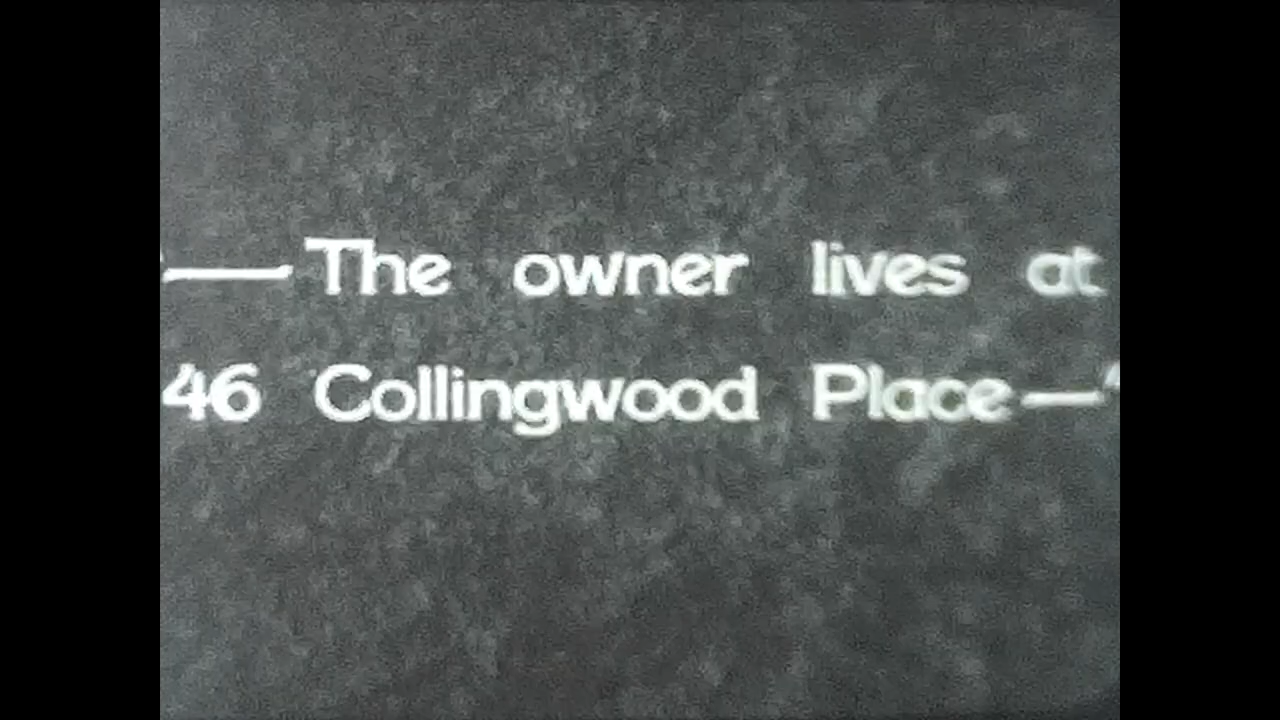 '—The owner lives at
46 Collingwood Place—"